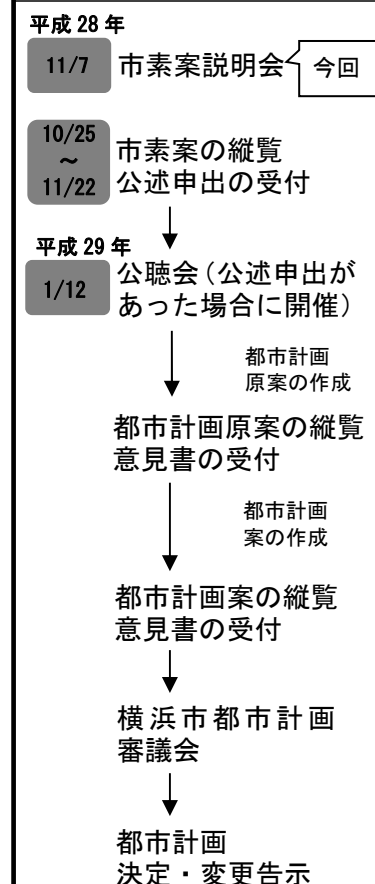 平成 28 年
11/7
市素案説明会
今回
10/25
～
11/22
市素案の縦覧
公述申出の受付
平成 29 年
1/12
公聴会（公述申出が
あった場合に開催）
都市計画
原案の作成
都市計画原案の縦覧
意見書の受付
都市計画
案の作成
都市計画案の縦覧
意見書の受付
横浜市都市計画
審議会
都市計画
決定・変更告示